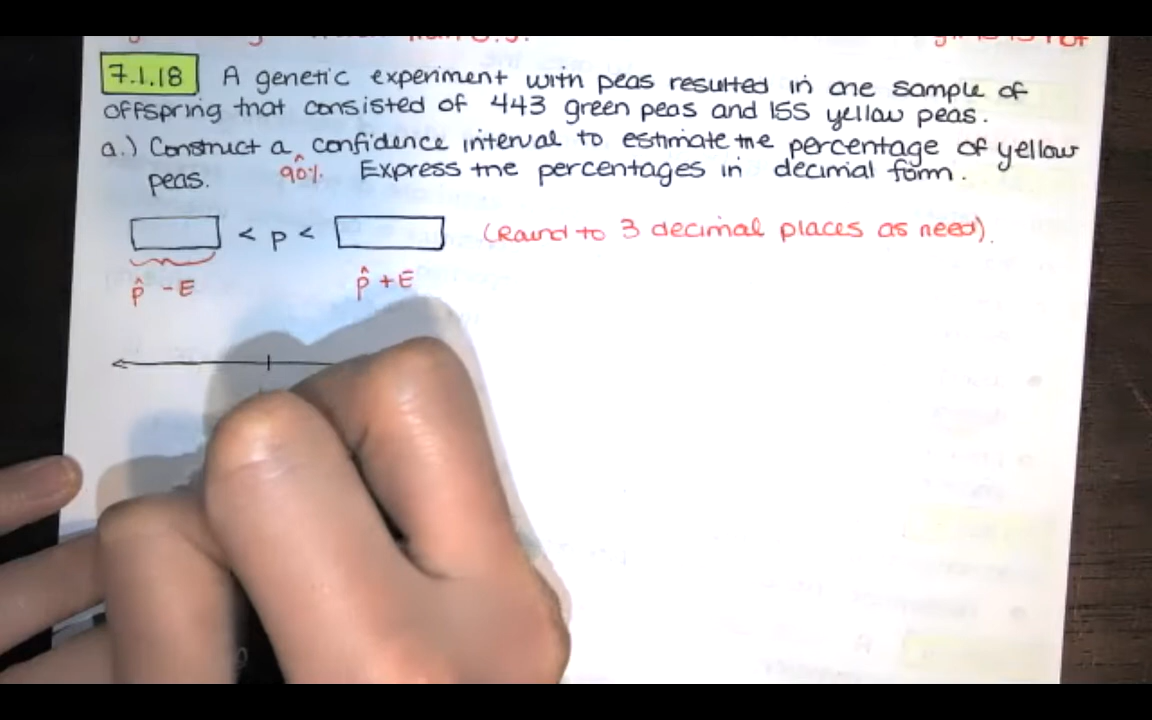 7.1.18 A genetic experiment with peas resulted in one sample of
offspring that consisted of 443 green peas and 155 yellow peas.
a.) Construct a ^ confidence interval to estimate the percentage of yellow
peas. 90% Express the percentages in decimal form.
< p < (Round to 3 decimal places as need).
p̂ - E p̂ + E